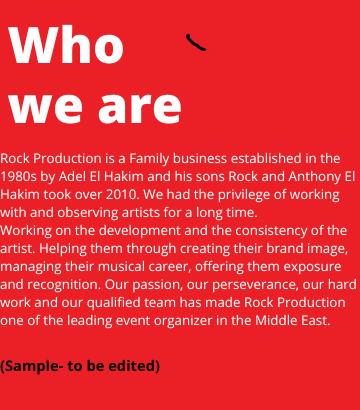 Who
we are
Rock Production is a Family business established in the
1980s by Adel El Hakim and his sons Rock and Anthony El
Hakim took over 2010. We had the privilege of working
with and observing artists for a long time.
Working on the development and the consistency of the
artist. Helping them through creating their brand image,
managing their musical career, offering them exposure
and recognition. Our passion, our perseverance, our hard
work and our qualified team has made Rock Production
one of the leading event organizer in the Middle East.
(Sample- to be edited)